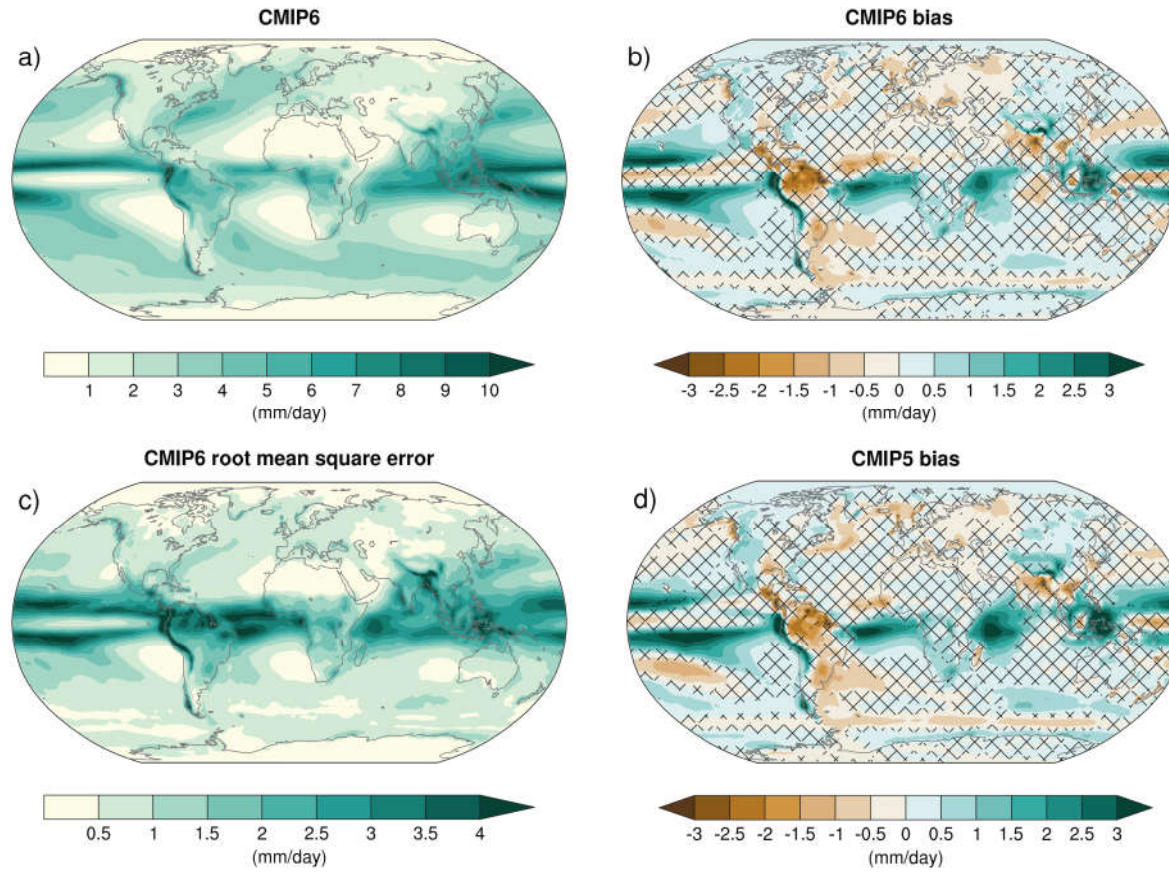 CMIP6
a)
1 2 3 4 5 6 7 8 9 10
(mm/day)
CMIP6 bias
b)
-3 -2.5 -2 -1.5 -1 -0.5 0 0.5 1 1.5 2 2.5 3
(mm/day)
CMIP6 root mean square error
c)
0.5 1 1.5 2 2.5 3 3.5 4
(mm/day)
CMIP5 bias
d)
-3 -2.5 -2 -1.5 -1 -0.5 0 0.5 1 1.5 2 2.5 3
(mm/day)